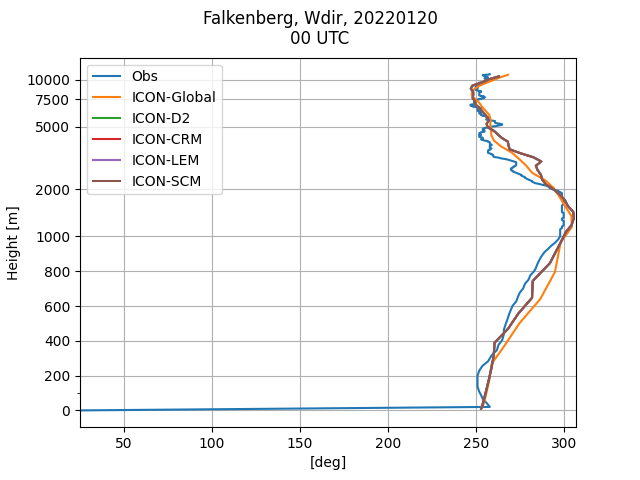 Falkenberg, Wdir, 20220120
00 UTC
Obs
ICON-Global
ICON-D2
ICON-CRM
ICON-LEM
ICON-SCM
Height [m]
10000
7500
5000
2000
1000
800
600
400
200
0
50 100 150 200 250 300
[deg]